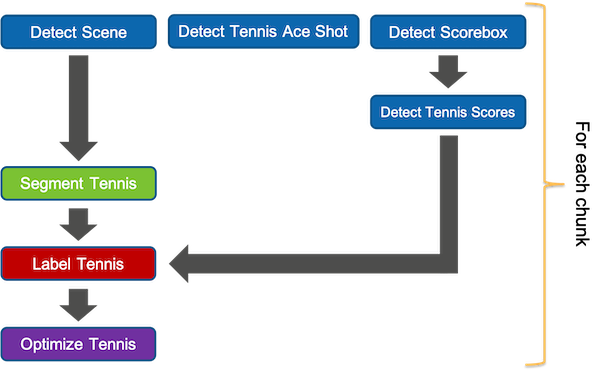 Detect Scene
Detect Tennis Ace Shot
Detect Scorebox
Detect Tennis Scores
Segment Tennis
Label Tennis
Optimize Tennis
For each chunk